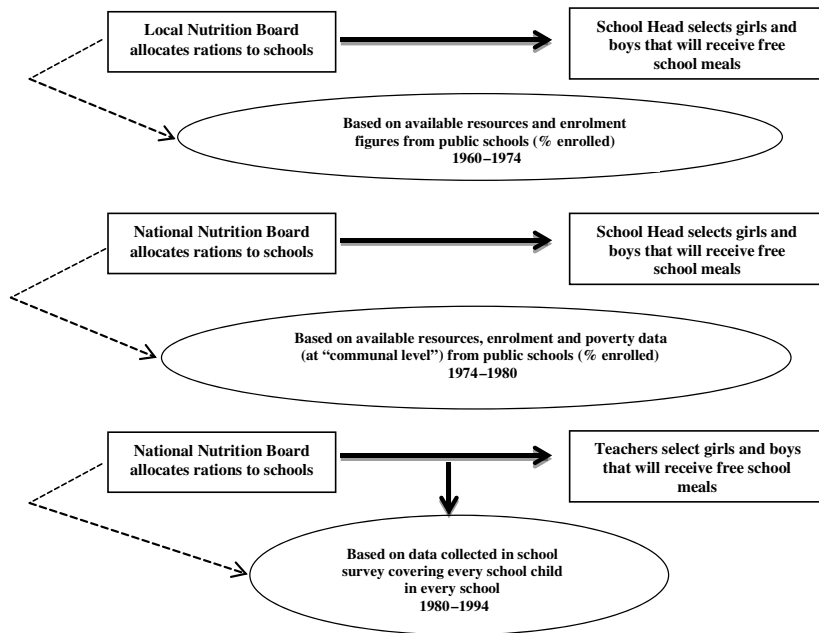 Local Nutrition Board
allocates rations to schools
School Head selects girls and
boys that will receive free
school meals
Based on available resources and enrolment
figures from public schools (% enrolled)
1960–1974
National Nutrition Board
allocates rations to schools
School Head selects girls and
boys that will receive free
school meals
Based on available resources, enrolment and poverty data
(at “communal level”) from public schools (% enrolled)
1974–1980
National Nutrition Board
allocates rations to schools
Teachers select girls and boys
that will receive free school
meals
Based on data collected in school
survey covering every school child
in every school
1980–1994